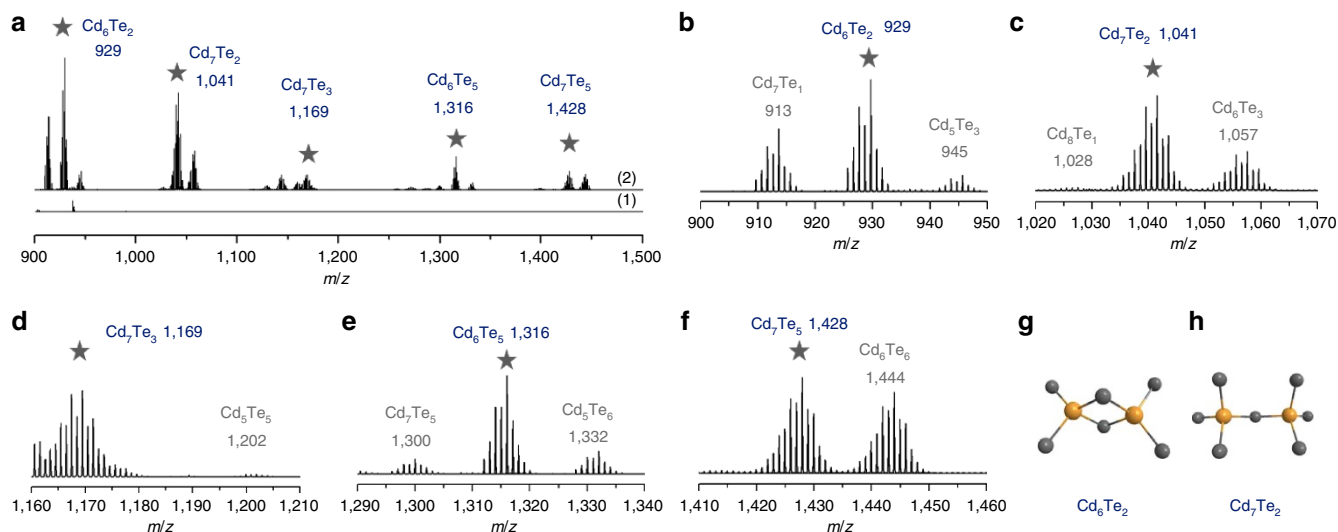 a
Cd₆Te₂
929
Cd₇Te₂
1,041
Cd₇Te₃
1,169
Cd₆Te₅
1,316
Cd₇Te₅
1,428
(2)
(1)
900 1,000 1,100 1,200 1,300 1,400 1,500
m/z
b
Cd₆Te₂ 929
Cd₇Te₁
913
Cd₅Te₃
945
900 910 920 930 940 950
m/z
c
Cd₇Te₂ 1,041
Cd₈Te₁
1,028
Cd₆Te₃
1,057
1,020 1,030 1,040 1,050 1,060 1,070
m/z
d
Cd₇Te₃ 1,169
Cd₅Te₅
1,202
1,160 1,170 1,180 1,190 1,200 1,210
m/z
e
Cd₆Te₅ 1,316
Cd₇Te₅
1,300
Cd₅Te₆
1,332
1,290 1,300 1,310 1,320 1,330 1,340
m/z
f
Cd₇Te₅ 1,428
Cd₆Te₆
1,444
1,410 1,420 1,430 1,440 1,450 1,460
m/z
g
Cd₆Te₂
h
Cd₇Te₂